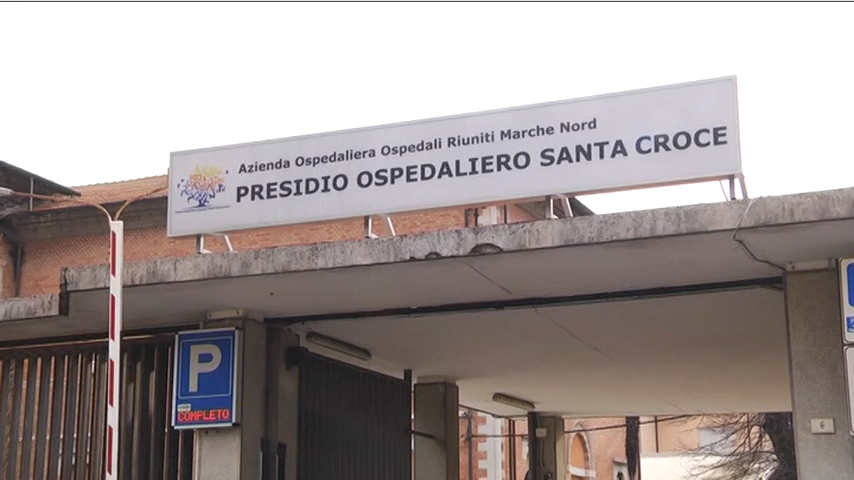 Azienda Ospedaliera Ospedali Riuniti Marche Nord
PRESIDIO OSPEDALIERO SANTA CROCE
P
COMPLETO
6